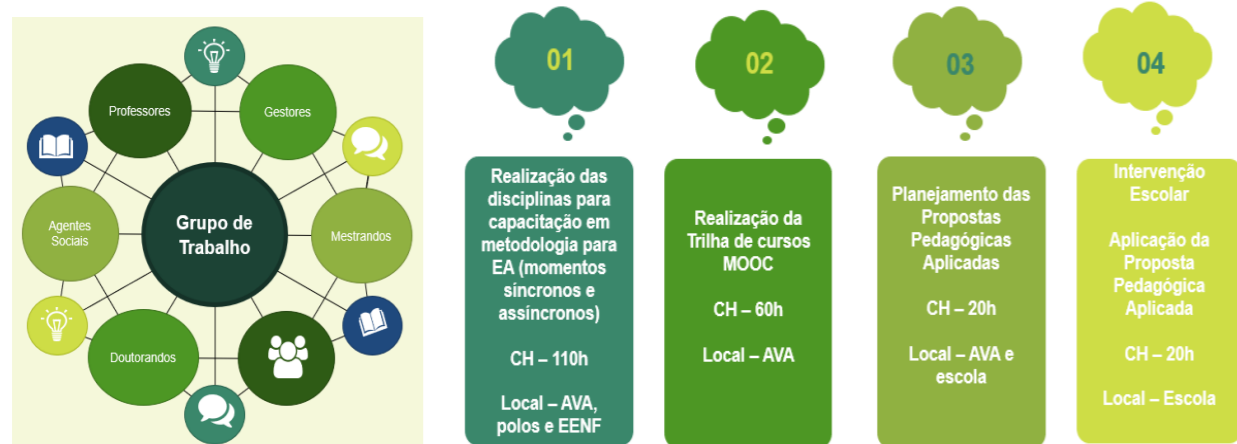 Professores
Gestores
Agentes
Sociais
Grupo de
Trabalho
Mestrandos
Doutorandos
01
Realização das
disciplinas para
capacitação em
metodologia para
EA (momentos
síncronos e
assíncronos)
CH – 110h
Local – AVA,
polos e EENF
02
Realização da
Trilha de cursos
MOOC
CH – 60h
Local – AVA
03
Planejamento das
Propostas
Pedagógicas
Aplicadas
CH – 20h
Local – AVA e
escola
04
Intervenção
Escolar
Aplicação da
Proposta
Pedagógica
Aplicada
CH – 20h
Local – Escola